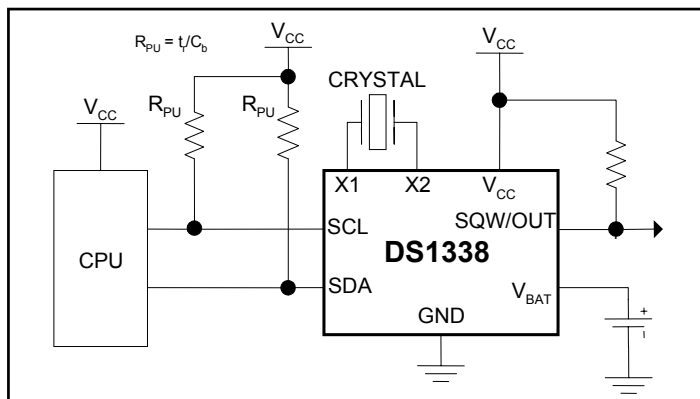 R_PU = t_r/C_b
V_CC
V_CC
CRYSTAL
V_CC
R_PU
R_PU
X1
X2
V_CC
SCL
SQW/OUT
CPU
DS1338
SDA
V_BAT
GND
+
-